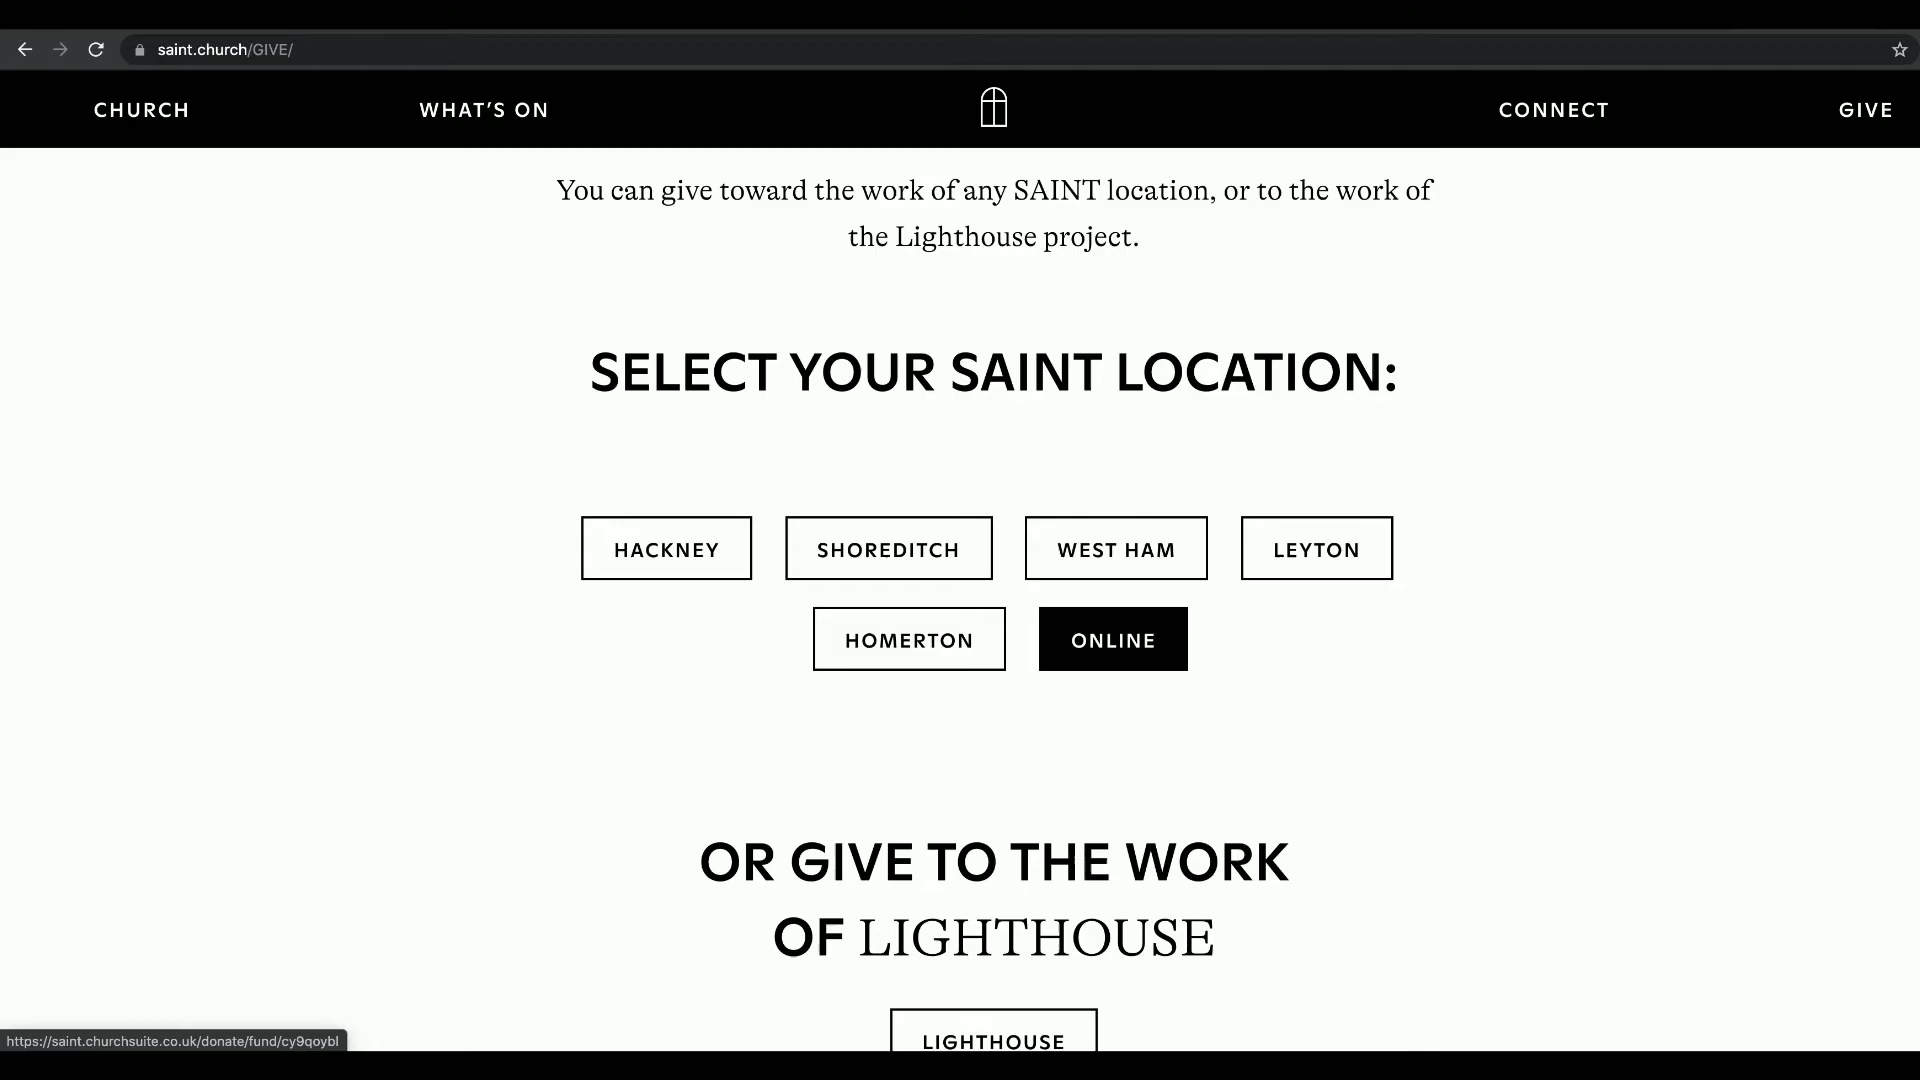 saint.church/GIVE/
CHURCH
WHAT’S ON
CONNECT
GIVE
You can give toward the work of any SAINT location, or to the work of
the Lighthouse project.
SELECT YOUR SAINT LOCATION:
HACKNEY
SHOREDITCH
WEST HAM
LEYTON
HOMERTON
ONLINE
OR GIVE TO THE WORK
OF LIGHTHOUSE
LIGHTHOUSE
https://saint.churchsuite.co.uk/donate/fund/cy9qoybl